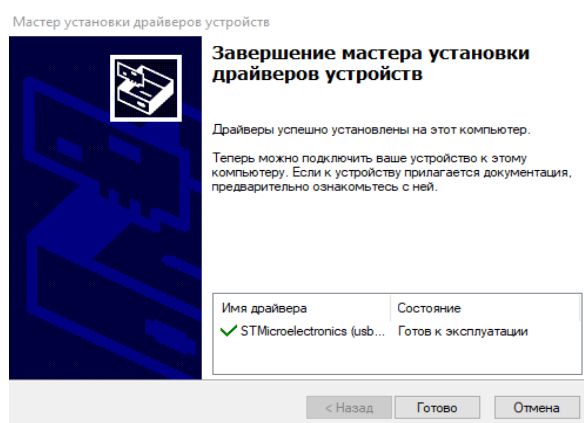 Мастер установки драйверов устройств
Завершение мастера установки
драйверов устройств
Драйверы успешно установлены на этот компьютер.
Теперь можно подключить ваше устройство к этому
компьютеру. Если к устройству прилагается документация,
предварительно ознакомьтесь с ней.
Имя драйвера Состояние
STMicroelectronics (usb... Готов к эксплуатации
< Назад Готово Отмена